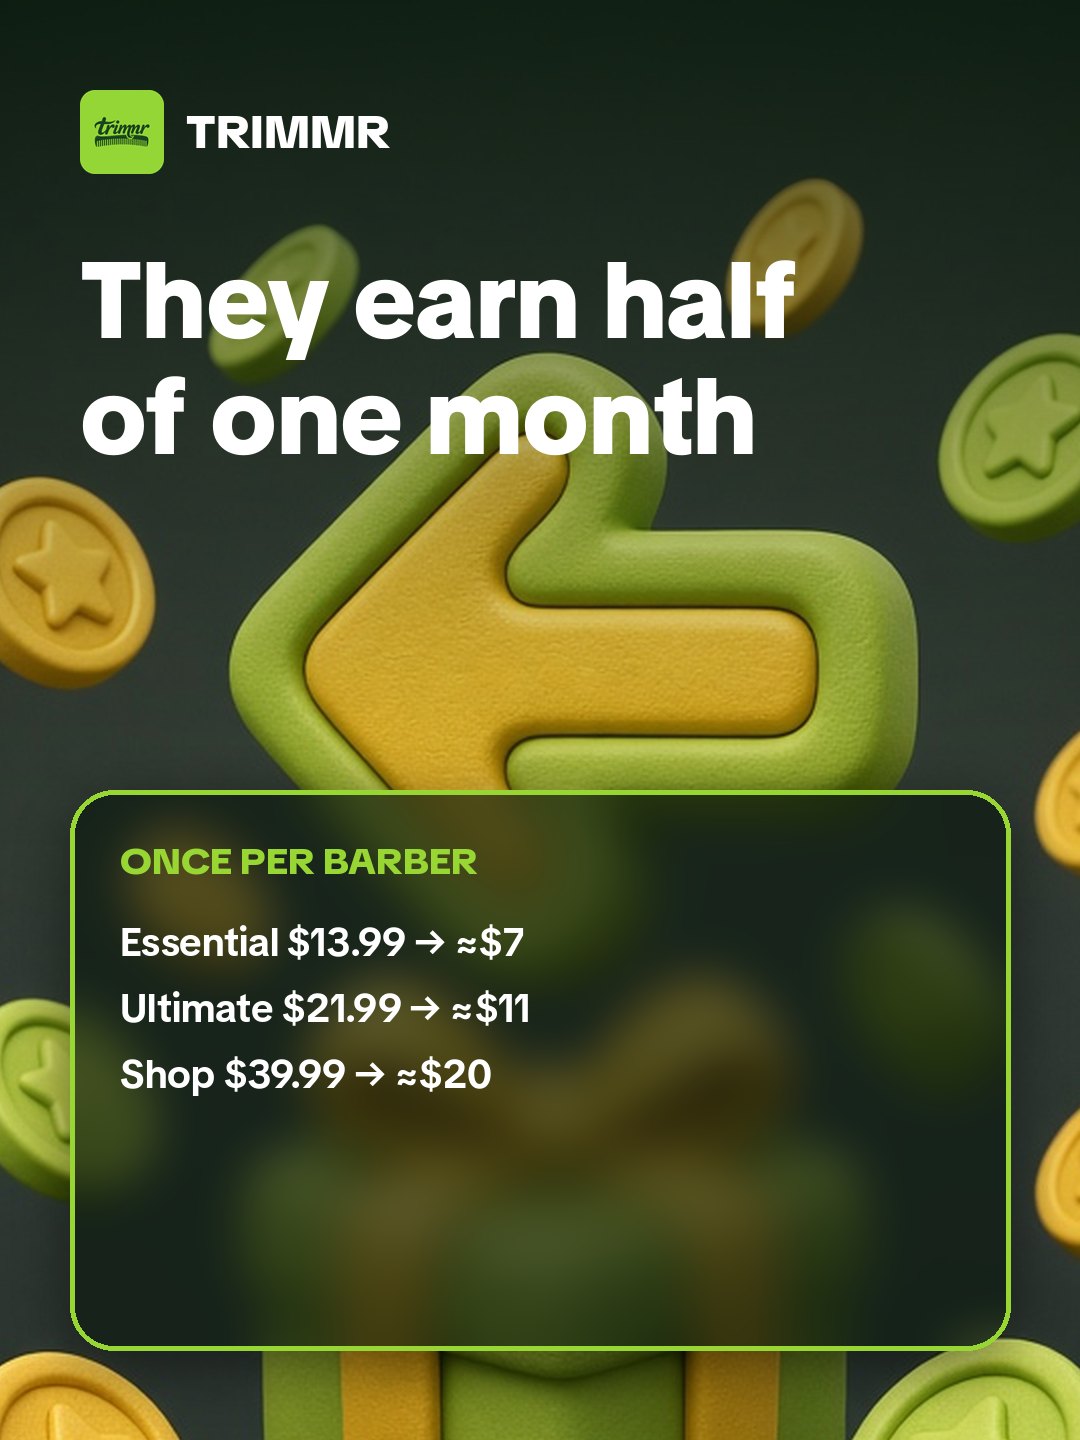 trimmr
TRIMMR
They earn half
of one month
ONCE PER BARBER
Essential $13.99 → ≈$7
Ultimate $21.99 → ≈$11
Shop $39.99 → ≈$20